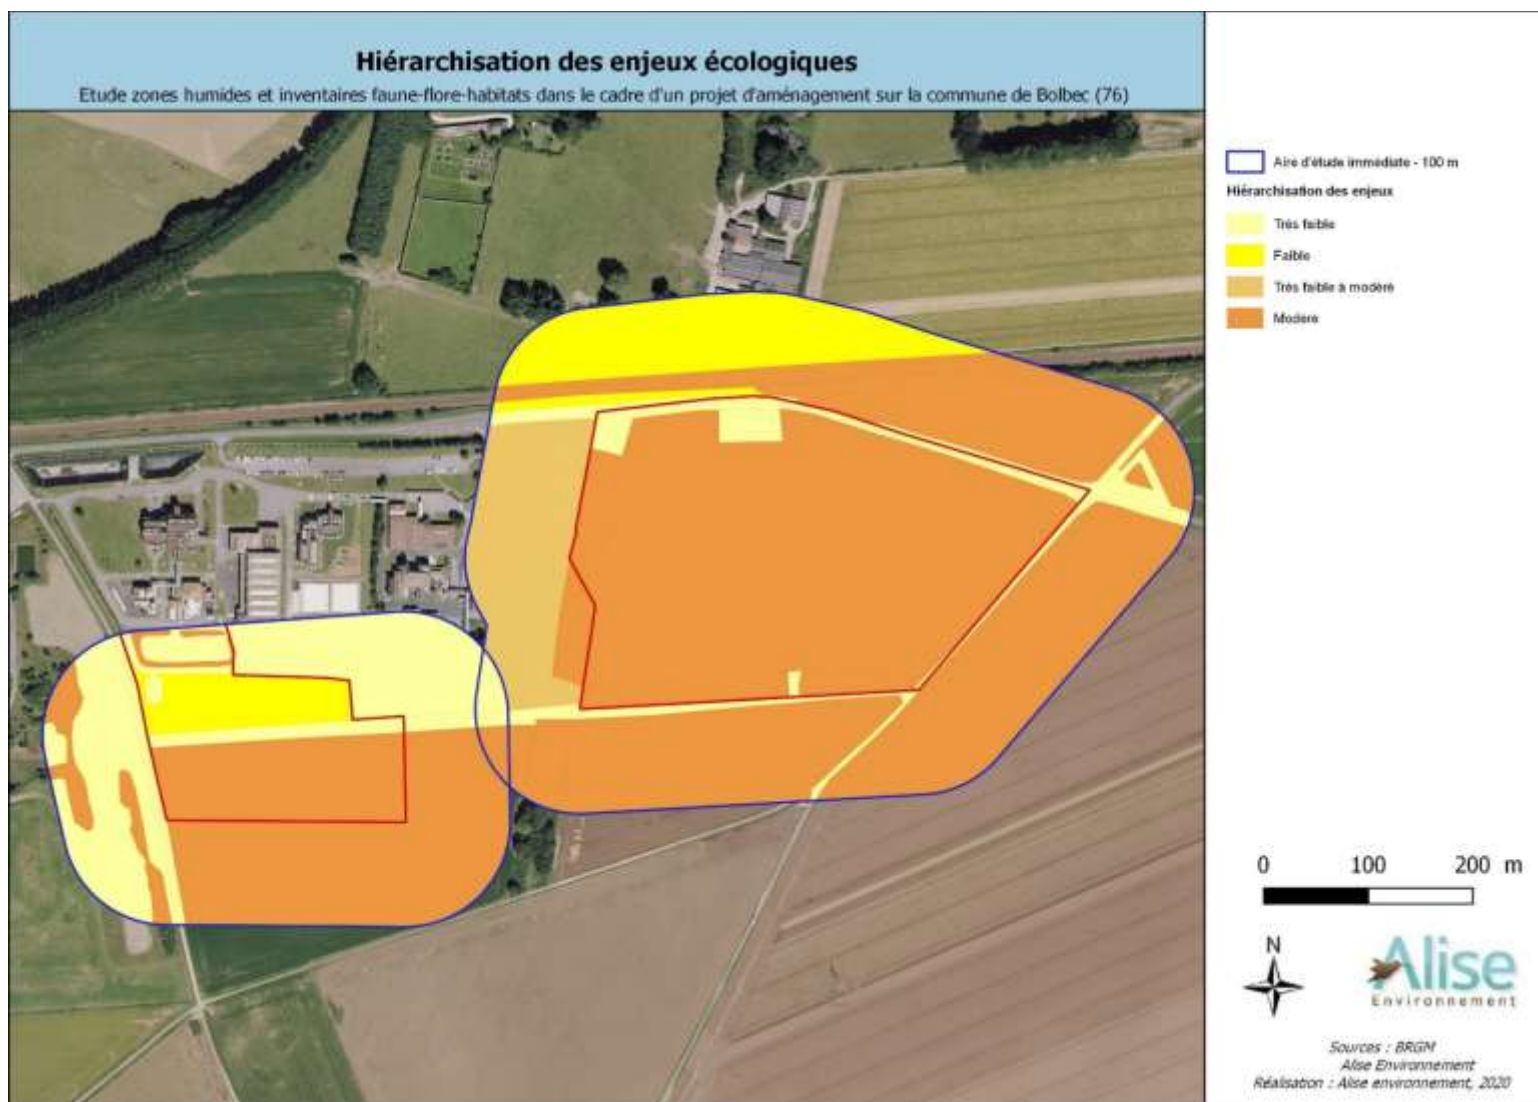 Hiérarchisation des enjeux écologiques
Etude zones humides et inventaires faune-flore-habitats dans le cadre d'un projet d'aménagement sur la commune de Bolbec (76)
Aire d'étude immédiate - 100 m
Hiérarchisation des enjeux
Très faible
Faible
Très faible à modéré
Modéré
0 100 200 m
N
Alise
Environnement
Sources : BRGM
Alise Environnement
Réalisation : Alise environnement, 2020